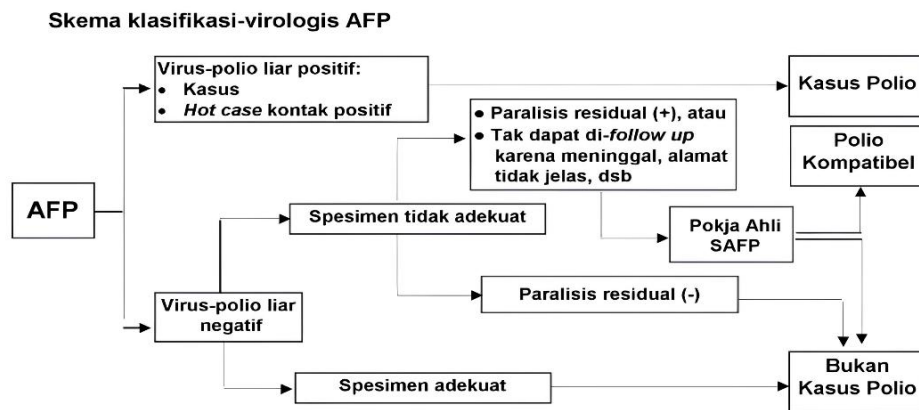 Skema klasifikasi-virologis AFP
Virus-polio liar positif:
• Kasus
• Hot case kontak positif
Kasus Polio
• Paralisis residual (+), atau
• Tak dapat di-follow up
karena meninggal, alamat
tidak jelas, dsb
Polio
Kompatibel
AFP
Spesimen tidak adekuat
Pokja Ahli
SAFP
Virus-polio liar
negatif
Paralisis residual (-)
Spesimen adekuat
Bukan
Kasus Polio